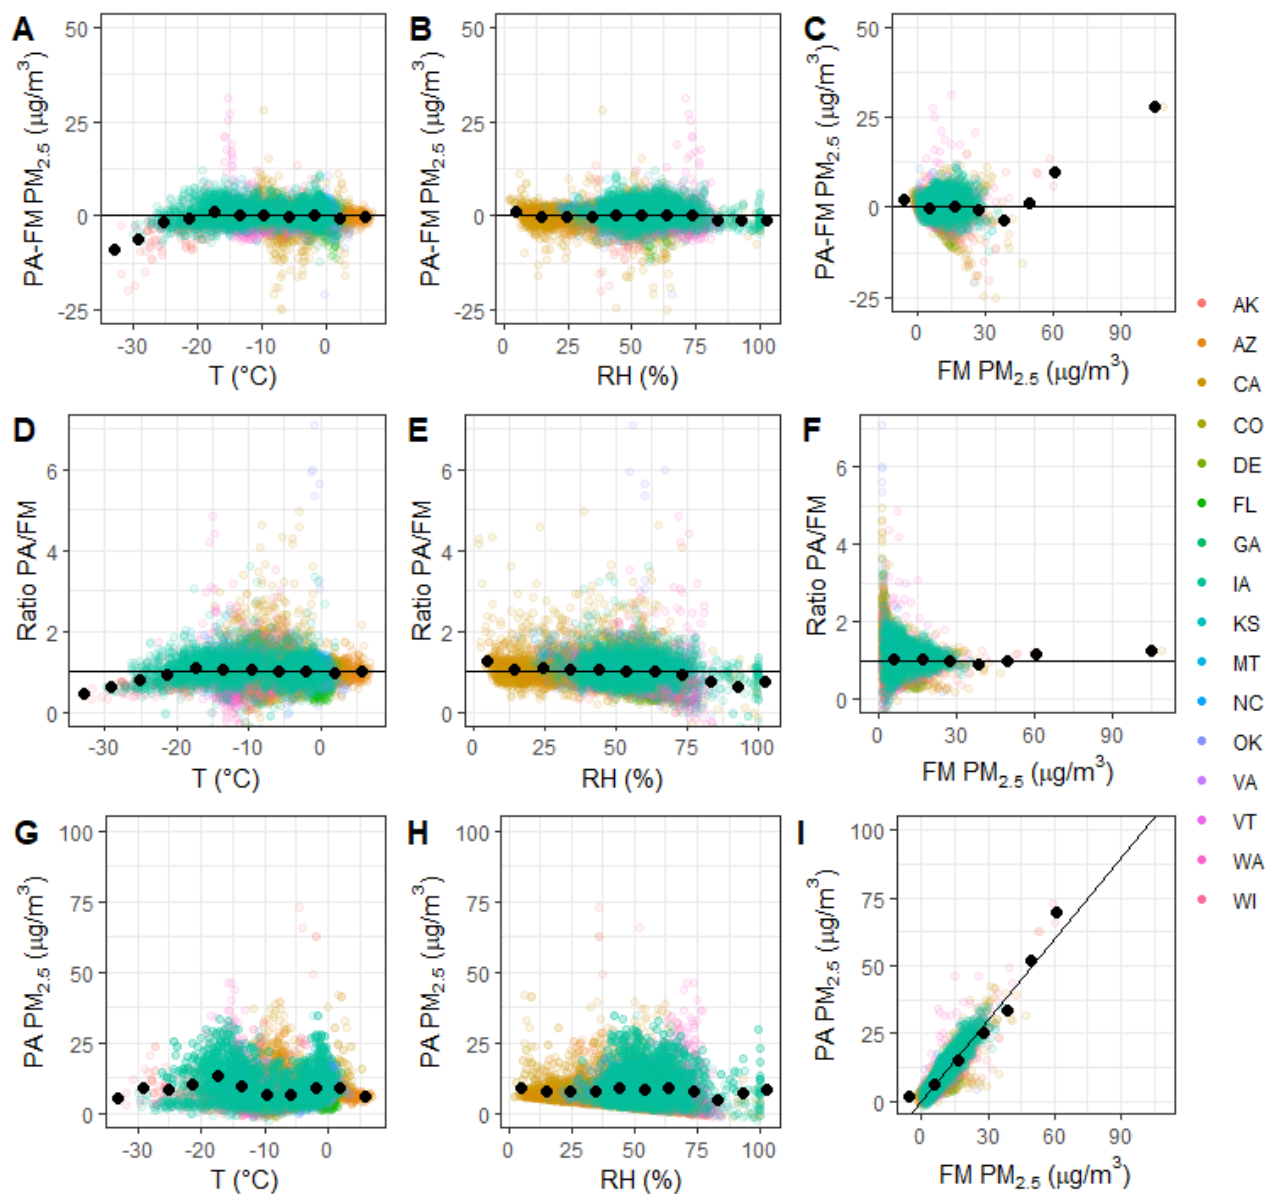 A
B
C
50
25
0
-25
PA-FM PM2.5 (μg/m3)
-30 -20 -10 0
T (°C)
50
25
0
-25
PA-FM PM2.5 (μg/m3)
0 25 50 75 100
RH (%)
50
25
0
-25
PA-FM PM2.5 (μg/m3)
0 30 60 90
FM PM2.5 (μg/m3)
D
E
F
6
4
2
0
Ratio PA/FM
-30 -20 -10 0
T (°C)
6
4
2
0
Ratio PA/FM
0 25 50 75 100
RH (%)
6
4
2
0
Ratio PA/FM
0 30 60 90
FM PM2.5 (μg/m3)
G
H
I
100
75
50
25
0
PA PM2.5 (μg/m3)
-30 -20 -10 0
T (°C)
100
75
50
25
0
PA PM2.5 (μg/m3)
0 25 50 75 100
RH (%)
100
75
50
25
0
PA PM2.5 (μg/m3)
0 30 60 90
FM PM2.5 (μg/m3)
AK
AZ
CA
CO
DE
FL
GA
IA
KS
MT
NC
OK
VA
VT
WA
WI